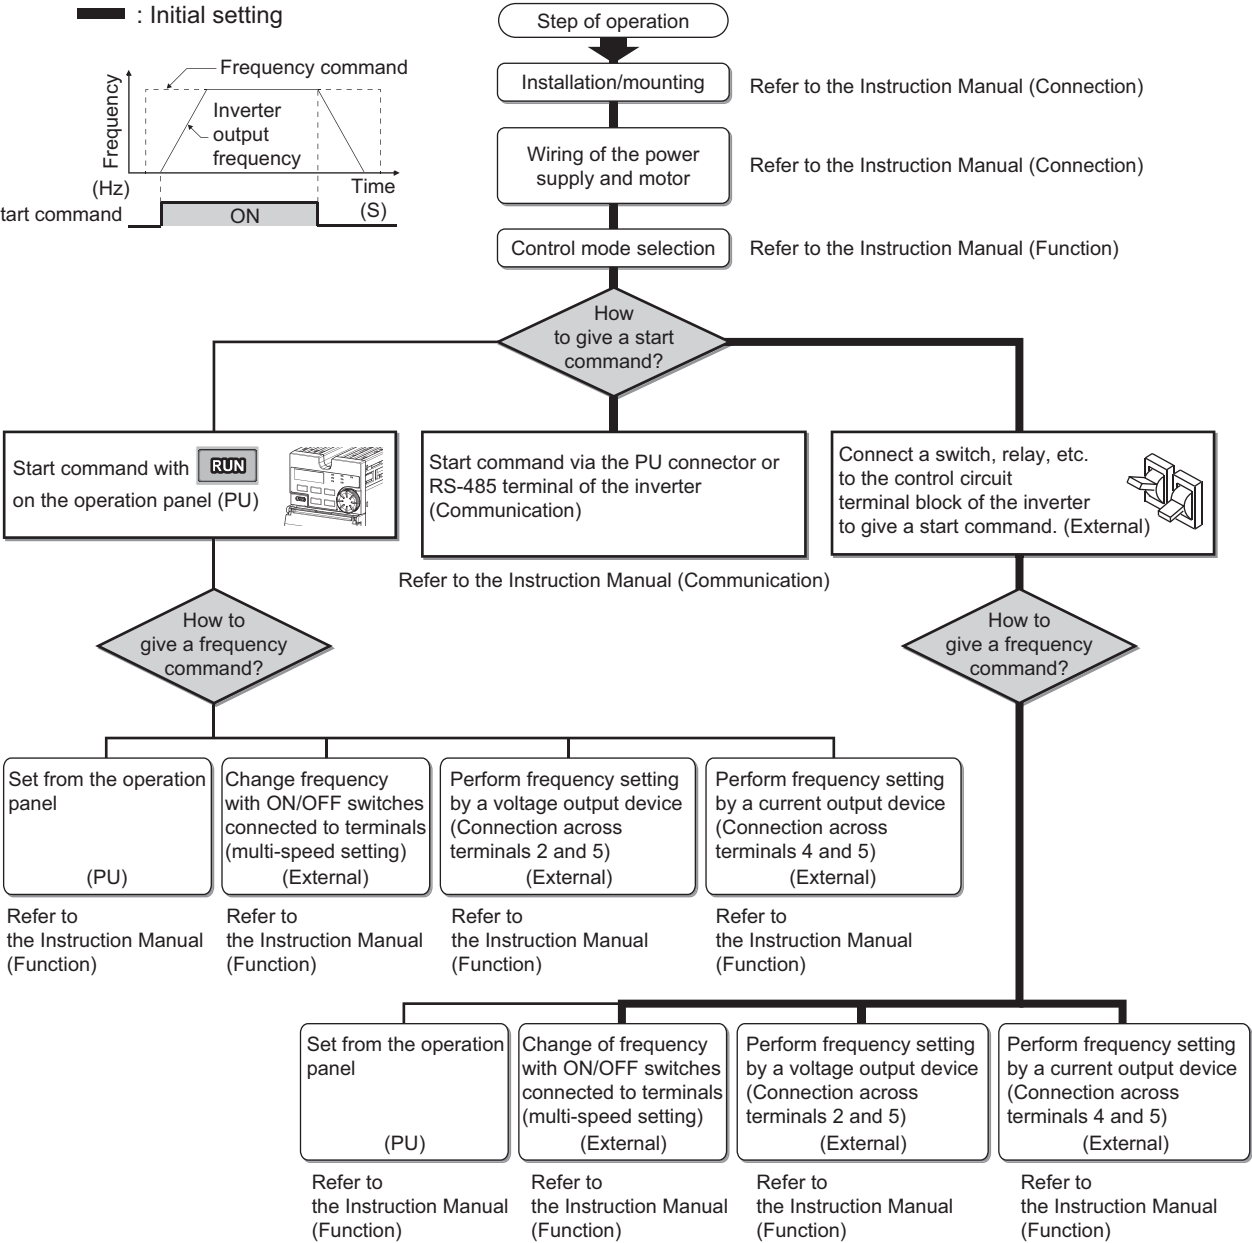 : Initial setting
Step of operation
Frequency command
Frequency
Inverter
output
frequency
(Hz)
Time
(S)
tart command
ON
Installation/mounting
Refer to the Instruction Manual (Connection)
Wiring of the power
supply and motor
Refer to the Instruction Manual (Connection)
Control mode selection
Refer to the Instruction Manual (Function)
How
to give a start
command?
Start command with RUN
on the operation panel (PU)
Start command via the PU connector or
RS-485 terminal of the inverter
(Communication)
Refer to the Instruction Manual (Communication)
Connect a switch, relay, etc.
to the control circuit
terminal block of the inverter
to give a start command. (External)
How to
give a frequency
command?
How to
give a frequency
command?
Set from the operation
panel
(PU)
Change frequency
with ON/OFF switches
connected to terminals
(multi-speed setting)
(External)
Perform frequency setting
by a voltage output device
(Connection across
terminals 2 and 5)
(External)
Perform frequency setting
by a current output device
(Connection across
terminals 4 and 5)
(External)
Refer to
the Instruction Manual
(Function)
Refer to
the Instruction Manual
(Function)
Refer to
the Instruction Manual
(Function)
Refer to
the Instruction Manual
(Function)
Set from the operation
panel
(PU)
Change of frequency
with ON/OFF switches
connected to terminals
(multi-speed setting)
(External)
Perform frequency setting
by a voltage output device
(Connection across
terminals 2 and 5)
(External)
Perform frequency setting
by a current output device
(Connection across
terminals 4 and 5)
(External)
Refer to
the Instruction Manual
(Function)
Refer to
the Instruction Manual
(Function)
Refer to
the Instruction Manual
(Function)
Refer to
the Instruction Manual
(Function)